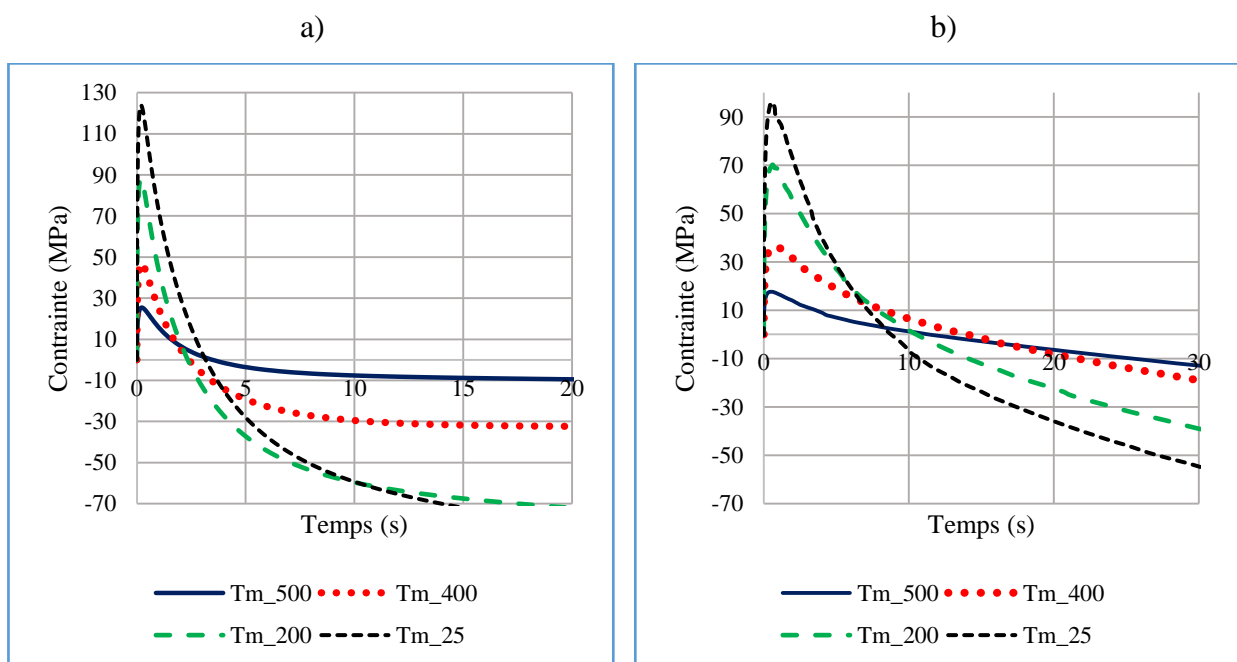 a)
130
110
90
70
50
30
10
-10
-30
-50
-70
Contrainte (MPa)
0 5 10 15 20
Temps (s)
Tm_500 Tm_400
Tm_200 Tm_25
b)
90
70
50
30
10
-10
-30
-50
-70
Contrainte (MPa)
0 10 20 30
Temps (s)
Tm_500 Tm_400
Tm_200 Tm_25